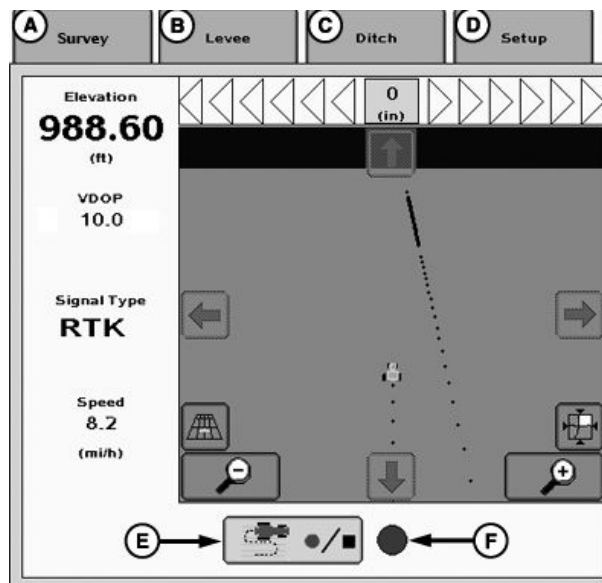 A Survey
B Levee
C Ditch
D Setup
Elevation
988.60
(ft)
0
(in)
VDOP
10.0
Signal Type
RTK
Speed
8.2
(mi/h)
E
F